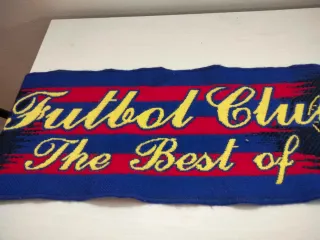 Futbol Clu
The Best of